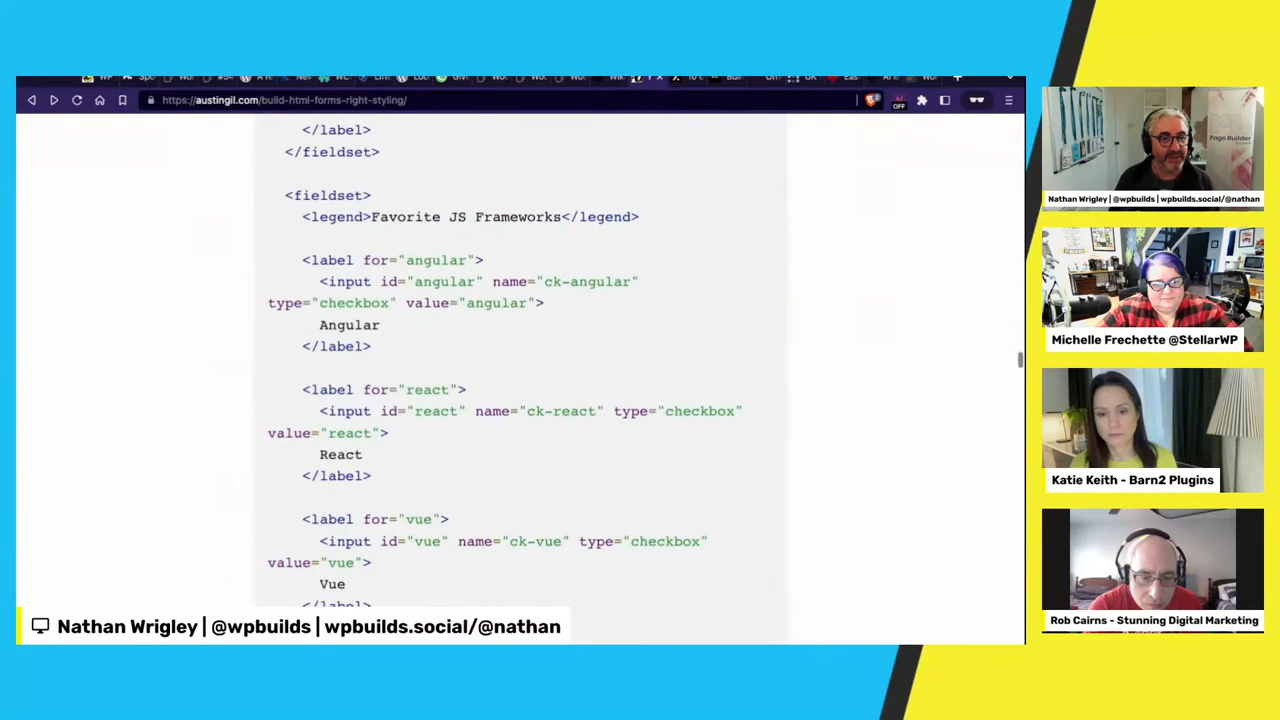 https://austingil.com/build-html-forms-right-styling/
OFF
</label>
</fieldset>
<fieldset>
<legend>Favorite JS Frameworks</legend>
<label for="angular">
<input id="angular" name="ck-angular"
type="checkbox" value="angular">
Angular
</label>
<label for="react">
<input id="react" name="ck-react" type="checkbox"
value="react">
React
</label>
<label for="vue">
<input id="vue" name="ck-vue" type="checkbox"
value="vue">
Vue
</label>
Nathan Wrigley | @wpbuilds | wpbuilds.social/@nathan
Page Builder
Nathan Wrigley | @wpbuilds | wpbuilds.social/@nathan
Michelle Frechette @StellarWP
Katie Keith - Barn2 Plugins
Rob Cairns - Stunning Digital Marketing